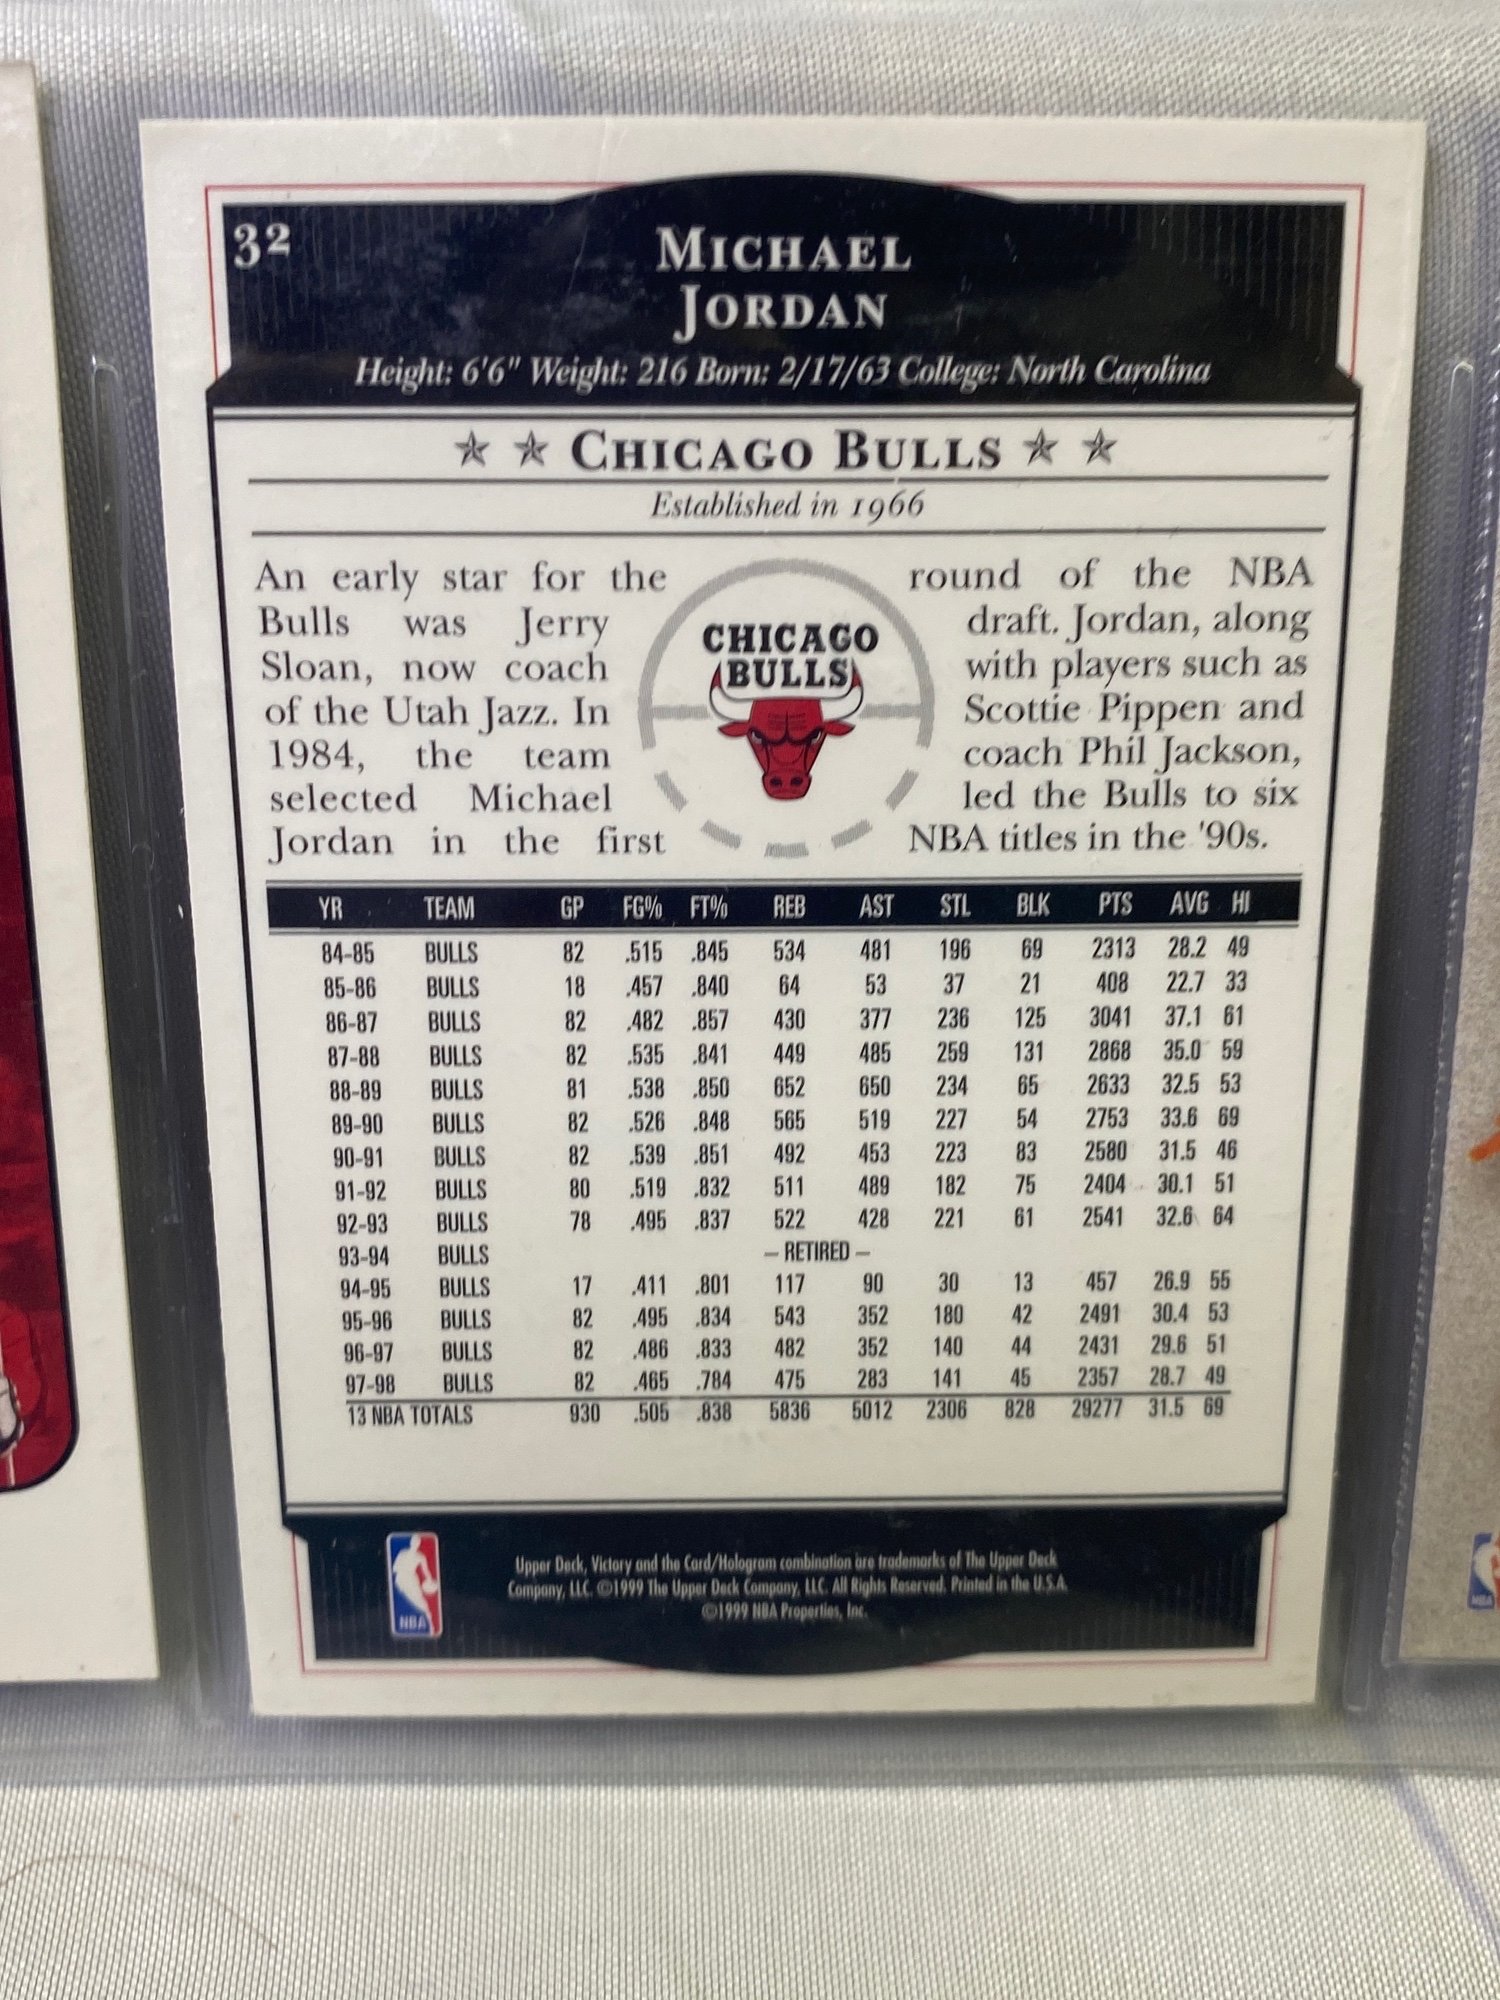 32
MICHAEL
JORDAN
Height: 6'6" Weight: 216 Born: 2/17/63 College: North Carolina
CHICAGO BULLS
Established in 1966
An early star for the
Bulls was Jerry
Sloan, now coach
of the Utah Jazz. In
1984, the team
selected Michael
Jordan in the first
CHICAGO
BULLS
round of the NBA
draft. Jordan, along
with players such as
Scottie Pippen and
coach Phil Jackson,
led the Bulls to six
NBA titles in the '90s.
YR TEAM GP FG% FT% REB AST STL BLK PTS AVG HI
84-85 BULLS 82 .515 .845 534 481 196 69 2313 28.2 49
85-86 BULLS 18 .457 .840 64 53 37 21 408 22.7 33
86-87 BULLS 82 .482 .857 430 377 236 125 3041 37.1 61
87-88 BULLS 82 .535 .841 449 485 259 131 2868 35.0 59
88-89 BULLS 81 .538 .850 652 650 234 65 2633 32.5 53
89-90 BULLS 82 .526 .848 565 519 227 54 2753 33.6 69
90-91 BULLS 82 .539 .851 492 453 223 83 2580 31.5 46
91-92 BULLS 80 .519 .832 511 489 182 75 2404 30.1 51
92-93 BULLS 78 .495 .837 522 428 221 61 2541 32.6 64
93-94 BULLS – RETIRED –
94-95 BULLS 17 .411 .801 117 90 30 13 457 26.9 55
95-96 BULLS 82 .495 .834 543 352 180 42 2491 30.4 53
96-97 BULLS 82 .486 .833 482 352 140 44 2431 29.6 51
97-98 BULLS 82 .465 .784 475 283 141 45 2357 28.7 49
13 NBA TOTALS 930 .505 .838 5836 5012 2306 828 29277 31.5 69
NBA
Upper Deck, Victory and the Card/Hologram combination are trademarks of The Upper Deck
Company, LLC. ©1999 The Upper Deck Company, LLC. All Rights Reserved. Printed in the U.S.A.
©1999 NBA Properties, Inc.
NBA